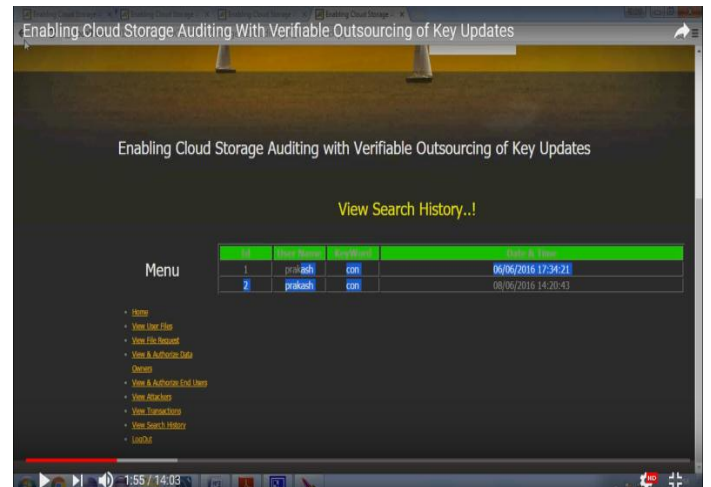 Enabling Cloud Storage Auditing With Verifiable Outsourcing of Key Updates
Enabling Cloud Storage Auditing with Verifiable Outsourcing of Key Updates
View Search History..!
Id User Name KeyWord Date & Time
1 prakash con 06/06/2016 17:34:21
2 prakash con 08/06/2016 14:20:43
Menu
Home
View User Files
View File Request
View & Authorize Data
Owners
View & Authorize End Users
View Attackers
View Transactions
View Search History
LogOut
1:55 / 14:03
HD